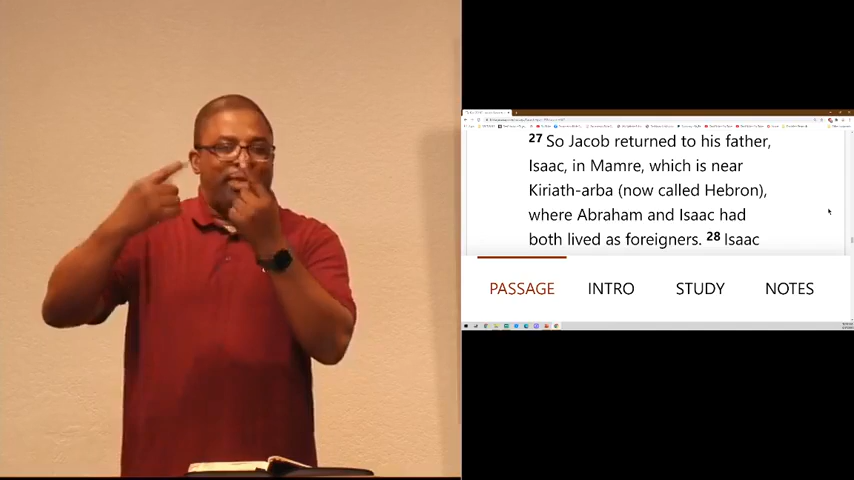 27 So Jacob returned to his father,
Isaac, in Mamre, which is near
Kiriath-arba (now called Hebron),
where Abraham and Isaac had
both lived as foreigners. 28 Isaac
PASSAGE INTRO STUDY NOTES